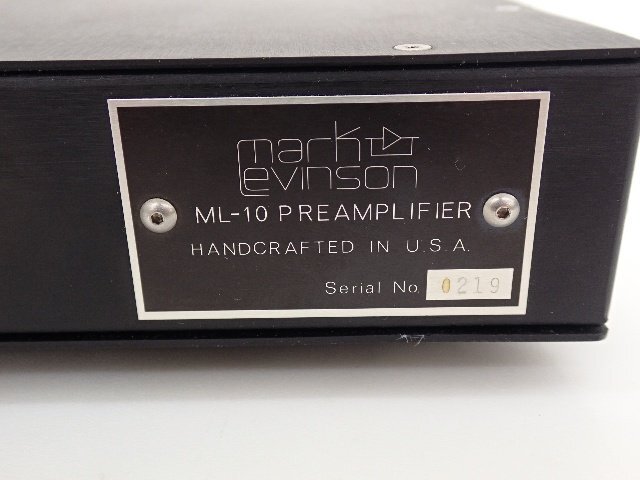 mark
levinson
ML-10 PREAMPLIFIER
HANDCRAFTED IN U.S.A.
Serial No. 0219